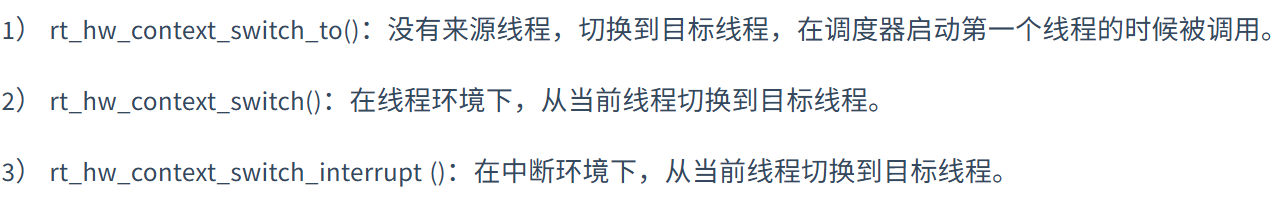 1） rt_hw_context_switch_to()：没有来源线程，切换到目标线程，在调度器启动第一个线程的时候被调用。
2） rt_hw_context_switch()：在线程环境下，从当前线程切换到目标线程。
3） rt_hw_context_switch_interrupt ()：在中断环境下，从当前线程切换到目标线程。